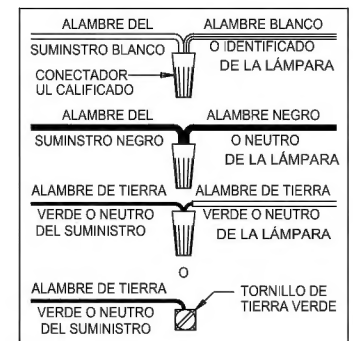 ALAMBRE DEL
SUMINSTRO BLANCO
ALAMBRE BLANCO
O IDENTIFICADO
DE LA LÁMPARA
CONECTADOR
UL CALIFICADO
ALAMBRE DEL
SUMINSTRO NEGRO
ALAMBRE NEGRO
O NEUTRO
DE LA LÁMPARA
ALAMBRE DE TIERRA
VERDE O NEUTRO
DEL SUMINISTRO
ALAMBRE DE TIERRA
VERDE O NEUTRO
DE LA LÁMPARA
O
ALAMBRE DE TIERRA
VERDE O NEUTRO
DEL SUMINISTRO
TORNILLO DE
TIERRA VERDE